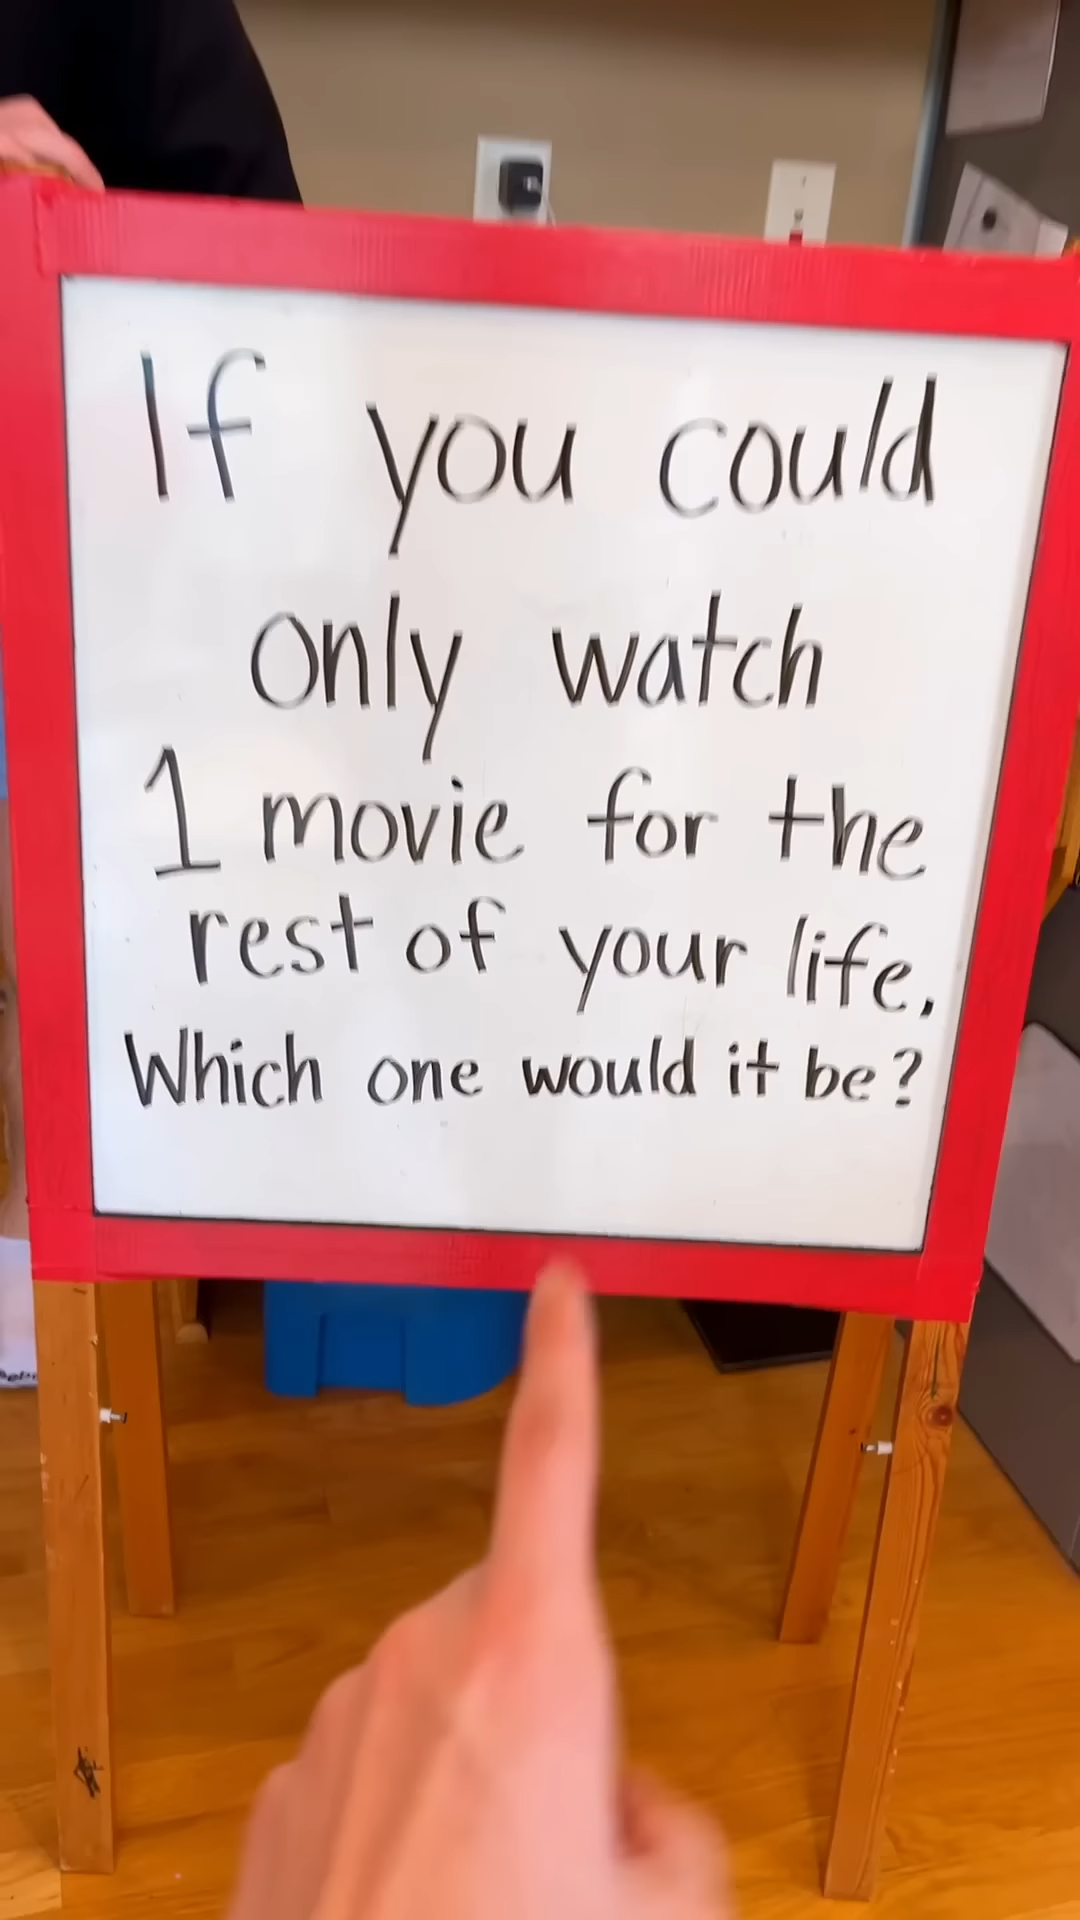 If you could
only watch
1 movie for the
rest of your life,
Which one would it be?